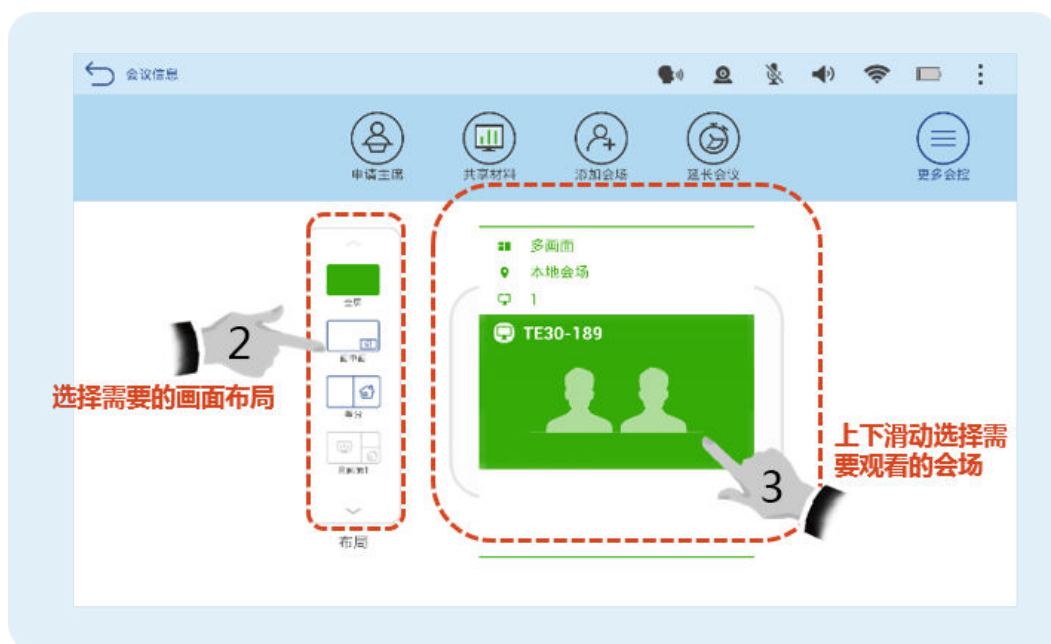 会议信息
申请主席
共享材料
添加会场
延长会议
更多会控
多画面
本地会场
1
TE30-189
全屏
画中画
等分
2
选择需要的画面布局
上下滑动选择需
要观看的会场
3
布局